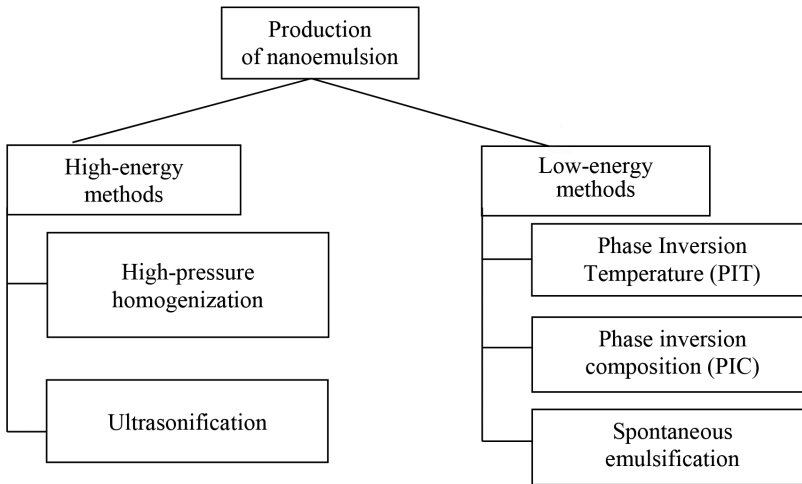 Production
of nanoemulsion
High-energy
methods
High-pressure
homogenization
Ultrasonification
Low-energy
methods
Phase Inversion
Temperature (PIT)
Phase inversion
composition (PIC)
Spontaneous
emulsification